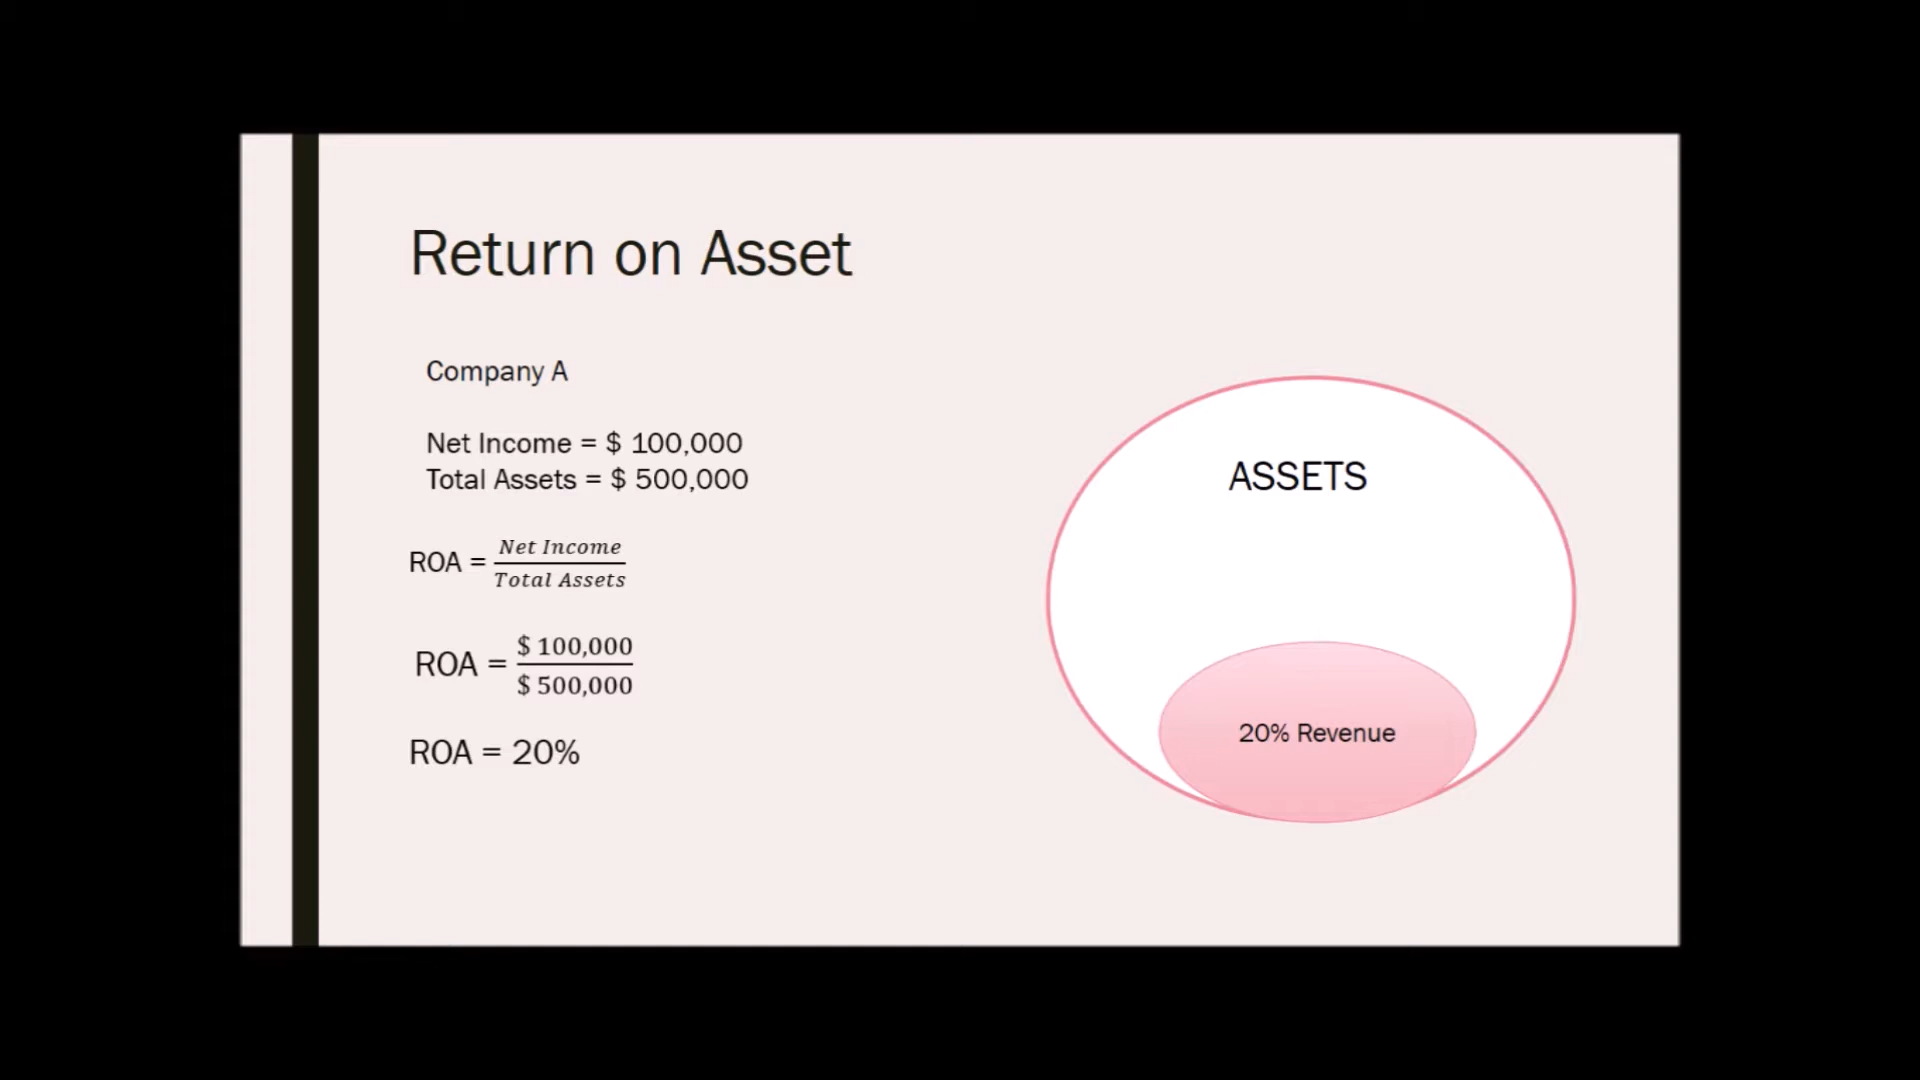 Return on Asset
Company A
Net Income = $ 100,000
Total Assets = $ 500,000
ROA = Net Income / Total Assets
ROA = $ 100,000 / $ 500,000
ROA = 20%
ASSETS
20% Revenue